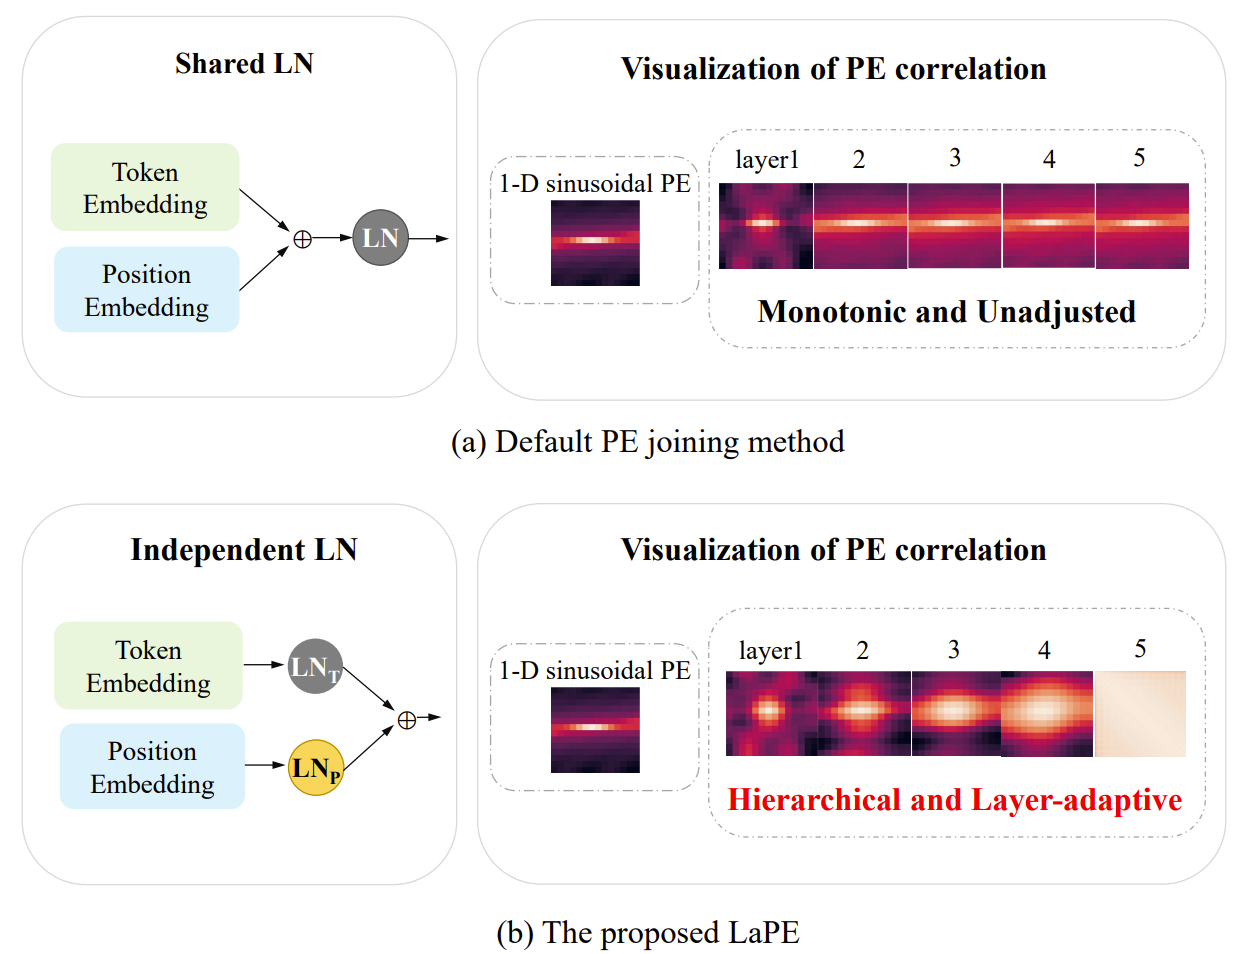 Shared LN
Token
Embedding
Position
Embedding
⊕
LN
Visualization of PE correlation
1-D sinusoidal PE
layer1 2 3 4 5
Monotonic and Unadjusted
(a) Default PE joining method
Independent LN
Token
Embedding
LN_T
Position
Embedding
LN_P
⊕
Visualization of PE correlation
1-D sinusoidal PE
layer1 2 3 4 5
Hierarchical and Layer-adaptive
(b) The proposed LaPE